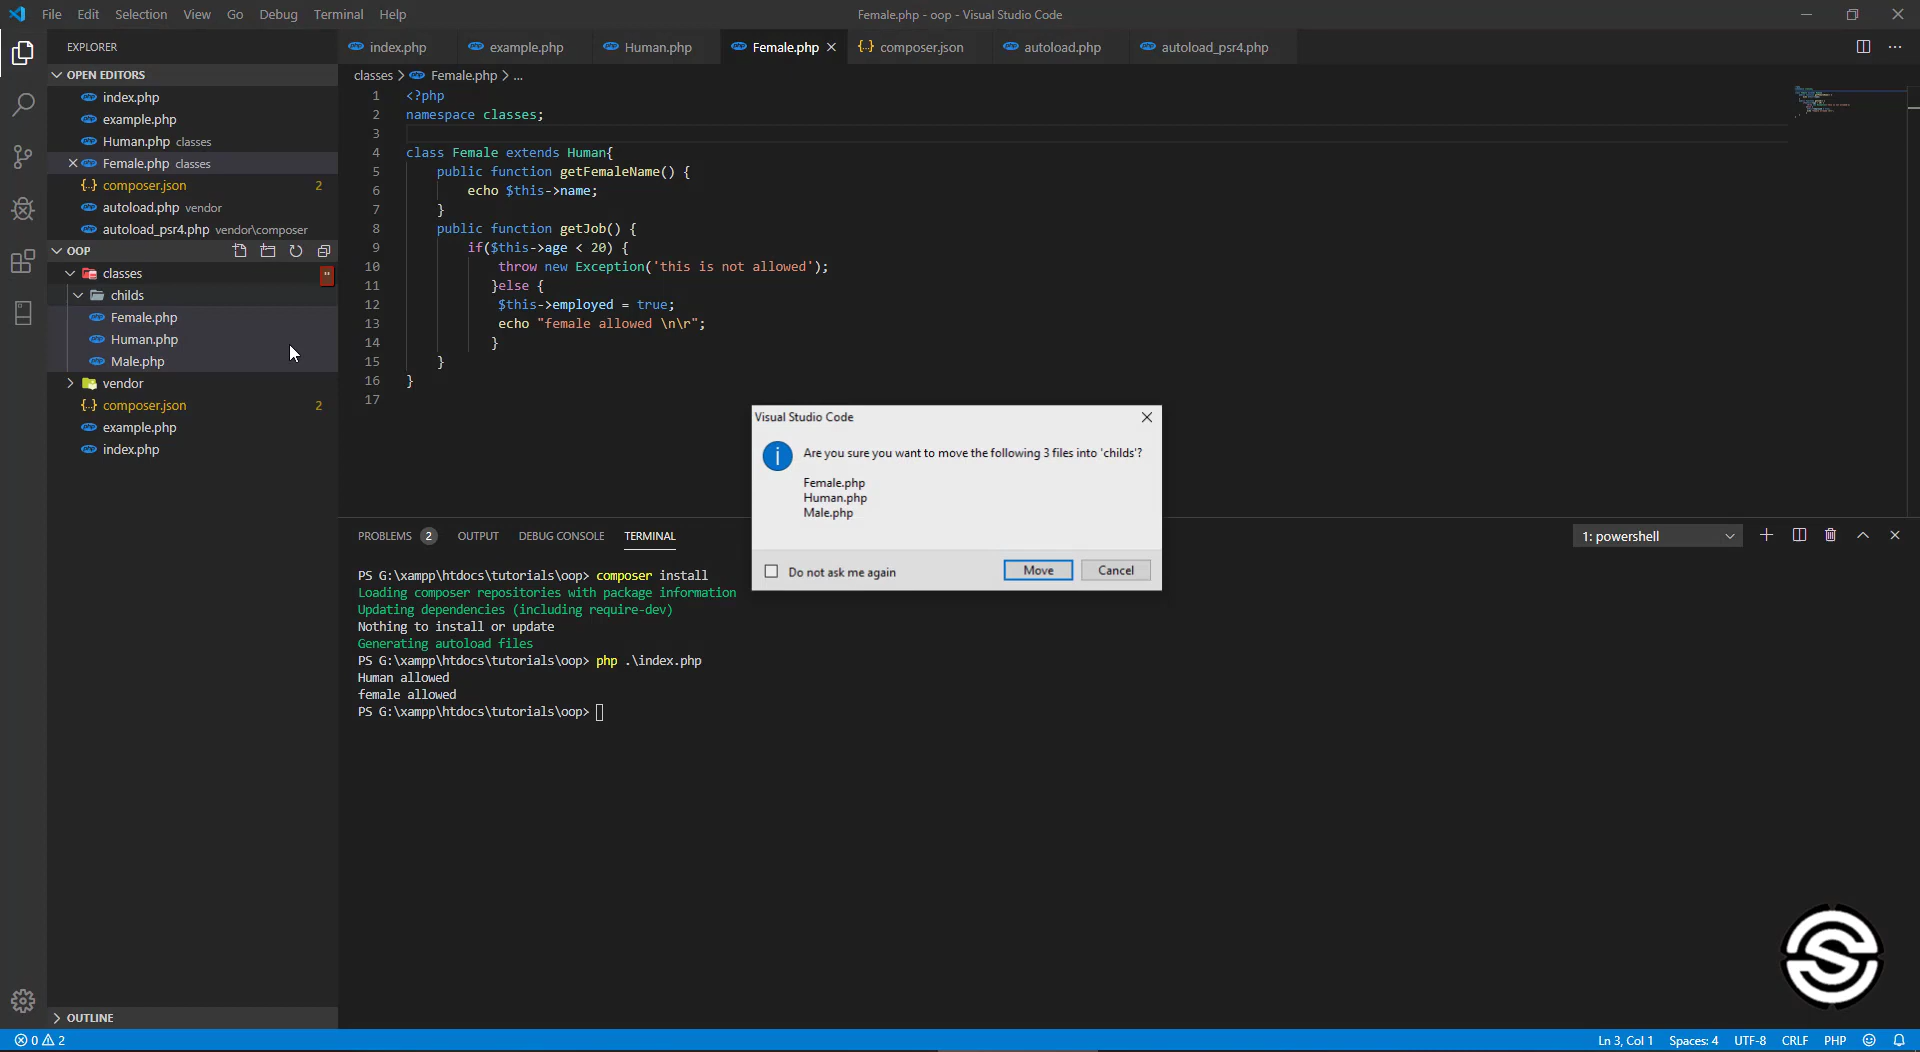 File Edit Selection View Go Debug Terminal Help
Female.php - oop - Visual Studio Code
EXPLORER
index.php example.php Human.php Female.php composer.json autoload.php autoload_psr4.php
OPEN EDITORS
index.php
example.php
Human.php classes
Female.php classes
composer.json 2
autoload.php vendor
autoload_psr4.php vendor\composer
OOP
classes
childs
Female.php
Human.php
Male.php
vendor
composer.json 2
example.php
index.php
OUTLINE
classes > Female.php > ...
1 <?php
2 namespace classes;
3
4 class Female extends Human{
5 public function getFemaleName() {
6 echo $this->name;
7 }
8 public function getJob() {
9 if($this->age < 20) {
10 throw new Exception('this is not allowed');
11 }else {
12 $this->employed = true;
13 echo "female allowed \n\r";
14 }
15 }
16 }
17
Visual Studio Code
Are you sure you want to move the following 3 files into 'childs'?
Female.php
Human.php
Male.php
Do not ask me again
Move Cancel
PROBLEMS 2 OUTPUT DEBUG CONSOLE TERMINAL
1: powershell
PS G:\xampp\htdocs\tutorials\oop> composer install
Loading composer repositories with package information
Updating dependencies (including require-dev)
Nothing to install or update
Generating autoload files
PS G:\xampp\htdocs\tutorials\oop> php .\index.php
Human allowed
female allowed
PS G:\xampp\htdocs\tutorials\oop>
0 2
Ln 3, Col 1 Spaces: 4 UTF-8 CRLF PHP